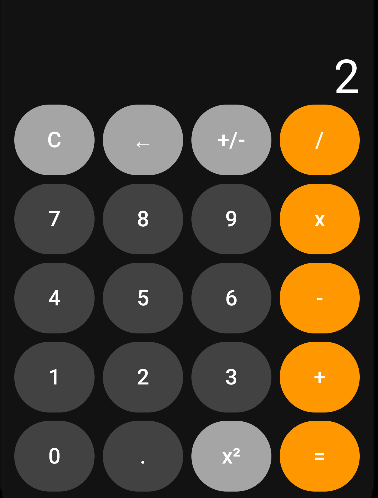 2
C ← +/- /
7 8 9 x
4 5 6 -
1 2 3 +
0 . x² =